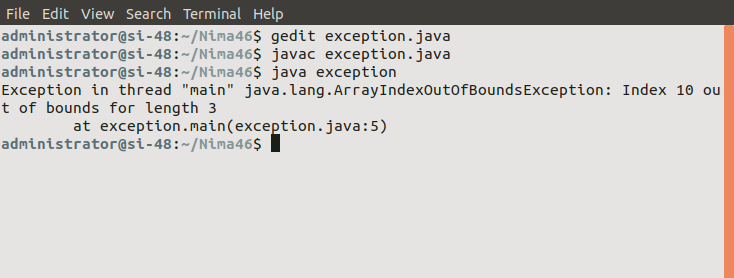 File Edit View Search Terminal Help
administrator@si-48:~/Nima46$ gedit exception.java
administrator@si-48:~/Nima46$ javac exception.java
administrator@si-48:~/Nima46$ java exception
Exception in thread "main" java.lang.ArrayIndexOutOfBoundsException: Index 10 ou
t of bounds for length 3
        at exception.main(exception.java:5)
administrator@si-48:~/Nima46$